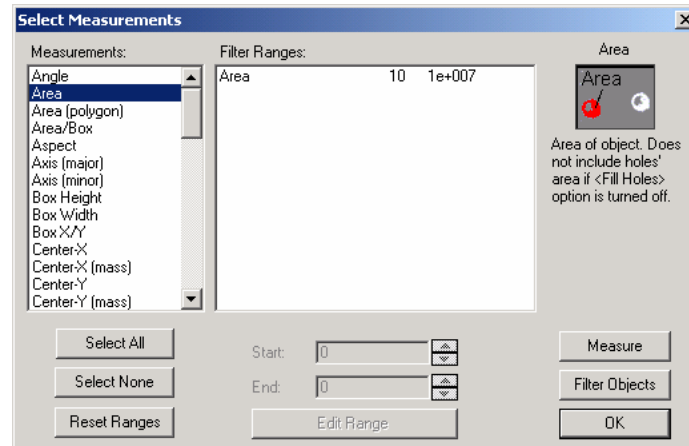 Select Measurements
Measurements:
Angle
Area
Area (polygon)
Area/Box
Aspect
Axis (major)
Axis (minor)
Box Height
Box Width
Box X/Y
Center-X
Center-X (mass)
Center-Y
Center-Y (mass)
Filter Ranges:
Area 10 1e+007
Area
Area
Area of object. Does
not include holes'
area if <Fill Holes>
option is turned off.
Select All
Select None
Reset Ranges
Start: 0
End: 0
Edit Range
Measure
Filter Objects
OK